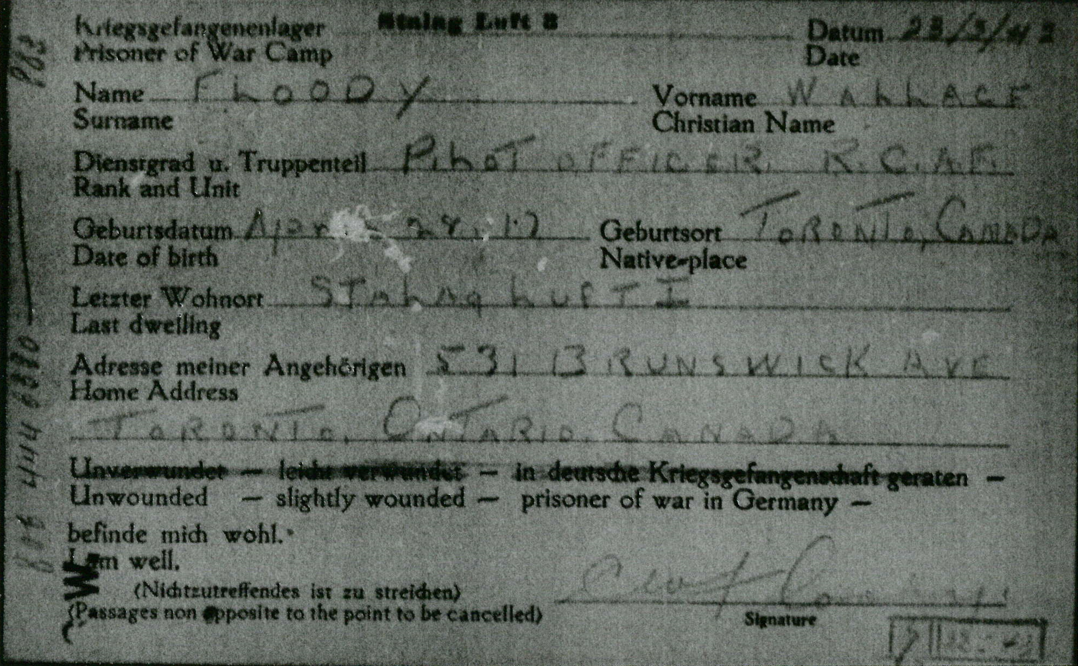 Kriegsgefangenenlager Datum 23/3/42
Prisoner of War Camp Date
Name FLOODY Vorname WALLACE
Surname Christian Name
Dienstgrad u. Truppenteil PILOT OFFICER R.C.A.F.
Rank and Unit
Geburtsdatum 28, 17 Geburtsort TORONTO, CANADA
Date of birth Native-place
Letzter Wohnort STALAG LUFT I
Last dwelling
Adresse meiner Angehörigen 531 BRUNSWICK AVE
Home Address
TORONTO, ONTARIO, CANADA
Unverwundet — leicht verwundet — in deutsche Kriegsgefangenschaft geraten —
Unwounded — slightly wounded — prisoner of war in Germany —
befinde mich wohl.
I am well.
(Nichtzutreffendes ist zu streichen)
(Passages non opposite to the point to be cancelled)
Signature